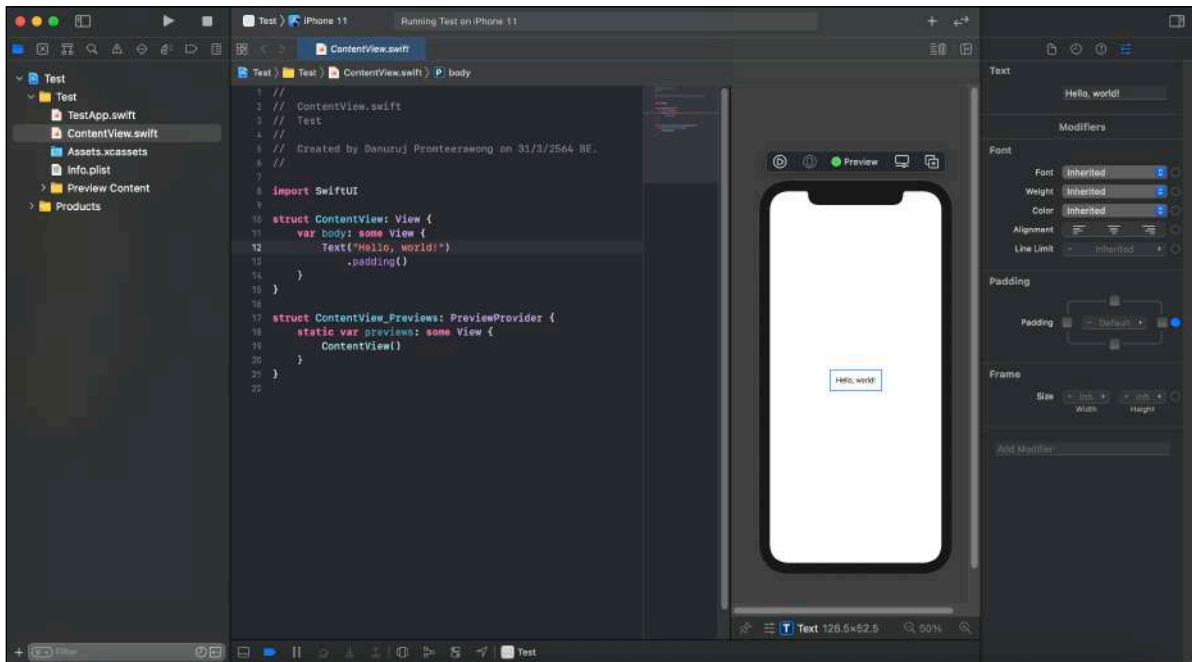 Test 〉 iPhone 11
Running Test on iPhone 11
ContentView.swift
Test 〉 Test 〉 ContentView.swift 〉 P body
Test
Test
TestApp.swift
ContentView.swift
Assets.xcassets
Info.plist
Preview Content
Products
Filter
1 //
2 //  ContentView.swift
3 //  Test
4 //
5 //  Created by Danuruj Promteerawong on 31/3/2564 BE.
6 //
7
8 import SwiftUI
9
10 struct ContentView: View {
11     var body: some View {
12         Text("Hello, world!")
13             .padding()
14     }
15 }
16
17 struct ContentView_Previews: PreviewProvider {
18     static var previews: some View {
19         ContentView()
20     }
21 }
22
Test
Preview
Hello, world!
T Text 126.5×52.5 50%
Text
Hello, world!
Modifiers
Font
Font Inherited
Weight Inherited
Color Inherited
Alignment
Line Limit - Inherited +
Padding
Padding - Default +
Frame
Size - Inh + - Inh +
Width Height
Add Modifier